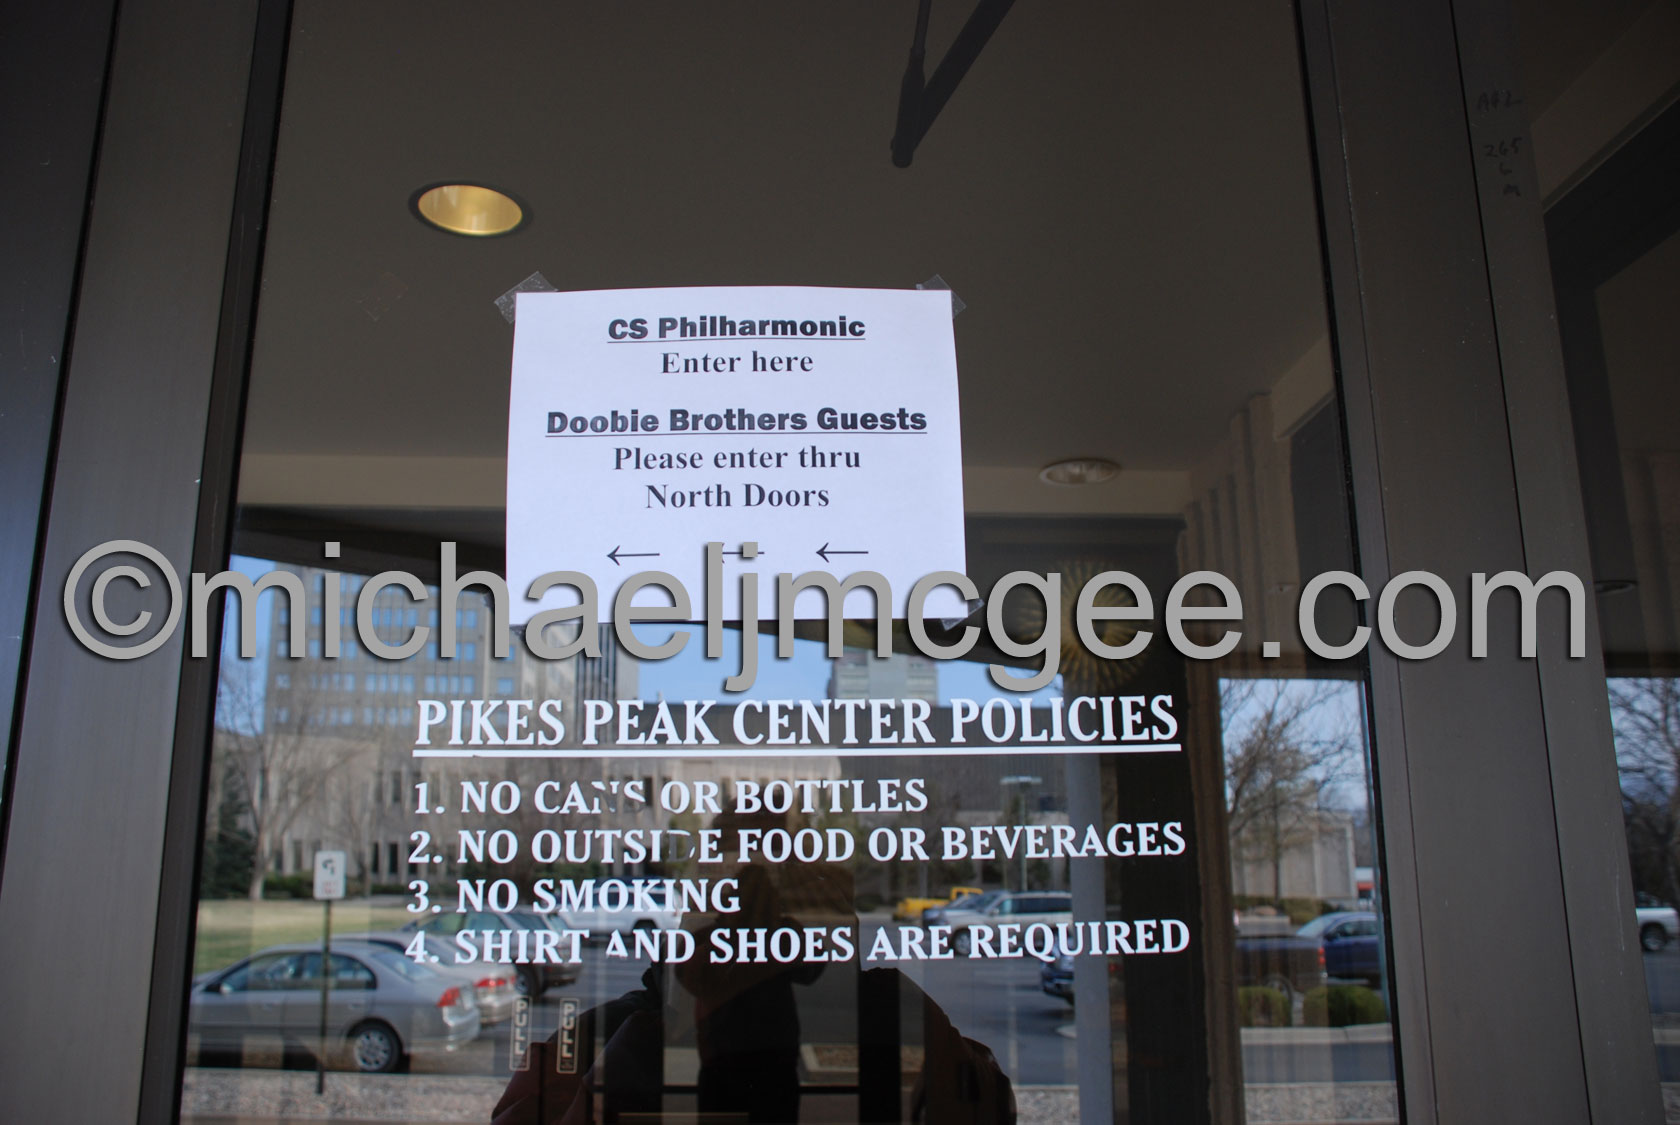 CS Philharmonic
Enter here
Doobie Brothers Guests
Please enter thru
North Doors
← ← ←
©michaeljmcgee.com
PIKES PEAK CENTER POLICIES
1. NO CANS OR BOTTLES
2. NO OUTSIDE FOOD OR BEVERAGES
3. NO SMOKING
4. SHIRT AND SHOES ARE REQUIRED
PULL PULL